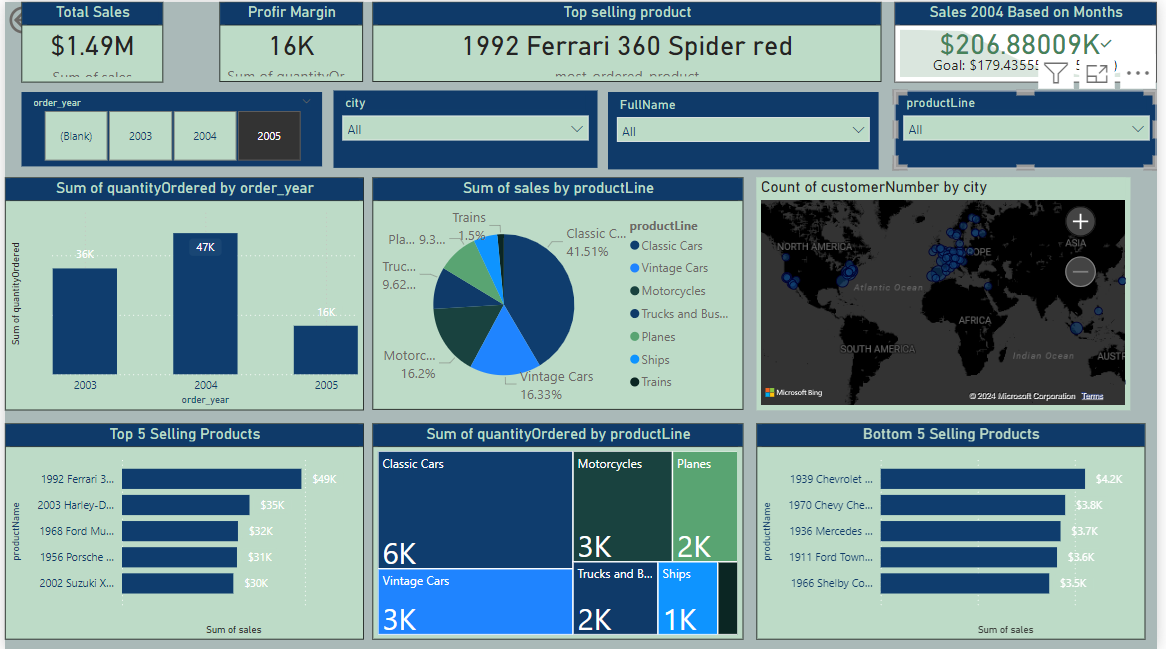 Total Sales
$1.49M
Sum of sales
Profir Margin
16K
Sum of quantityOr
Top selling product
1992 Ferrari 360 Spider red
most_ordered_product
Sales 2004 Based on Months
$206.88009K
Goal: $179.43555
order_year
(Blank)
2003
2004
2005
city
All
FullName
All
productLine
All
Sum of quantityOrdered by order_year
Sum of quantityOrdered
36K
47K
16K
2003
2004
2005
order_year
Sum of sales by productLine
Trains
1.5%
Pla... 9.3...
Truc...
9.62...
Motorc...
16.2%
Vintage Cars
16.33%
Classic C...
41.51%
productLine
Classic Cars
Vintage Cars
Motorcycles
Trucks and Bus...
Planes
Ships
Trains
Count of customerNumber by city
NORTH AMERICA
OPE
ASIA
Atlantic Ocean
AFRICA
SOUTH AMERICA
Indian Ocean
AUST
Microsoft Bing
© 2024 Microsoft Corporation Terms
Top 5 Selling Products
productName
1992 Ferrari 3... $49K
2003 Harley-D... $35K
1968 Ford Mu... $32K
1956 Porsche ... $31K
2002 Suzuki X... $30K
Sum of sales
Sum of quantityOrdered by productLine
Classic Cars
6K
Vintage Cars
3K
Motorcycles
3K
Planes
2K
Trucks and B...
2K
Ships
1K
Bottom 5 Selling Products
productName
1939 Chevrolet ... $4.2K
1970 Chevy Che... $3.8K
1936 Mercedes ... $3.7K
1911 Ford Town... $3.6K
1966 Shelby Co... $3.5K
Sum of sales